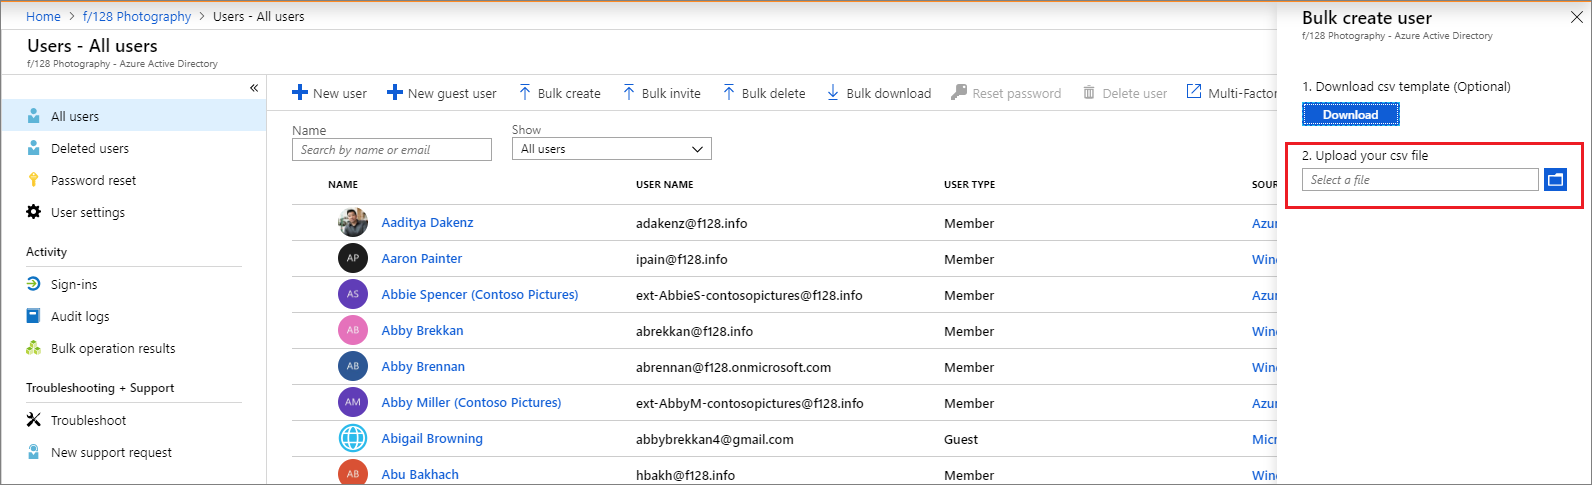 Home > f/128 Photography > Users - All users
Users - All users
f/128 Photography - Azure Active Directory
«
All users
Deleted users
Password reset
User settings
Activity
Sign-ins
Audit logs
Bulk operation results
Troubleshooting + Support
Troubleshoot
New support request
New user New guest user Bulk create Bulk invite Bulk delete Bulk download Reset password Delete user Multi-Factor
Name Show
Search by name or email All users
NAME USER NAME USER TYPE SOUR
Aaditya Dakenz adakenz@f128.info Member Azur
AP Aaron Painter ipain@f128.info Member Win
AS Abbie Spencer (Contoso Pictures) ext-AbbieS-contosopictures@f128.info Member Azur
AB Abby Brekkan abrekkan@f128.info Member Win
AB Abby Brennan abrennan@f128.onmicrosoft.com Member Win
AM Abby Miller (Contoso Pictures) ext-AbbyM-contosopictures@f128.info Member Azur
Abigail Browning abbybrekkan4@gmail.com Guest Micr
AB Abu Bakhach hbakh@f128.info Member Win
Bulk create user
f/128 Photography - Azure Active Directory
1. Download csv template (Optional)
Download
2. Upload your csv file
Select a file